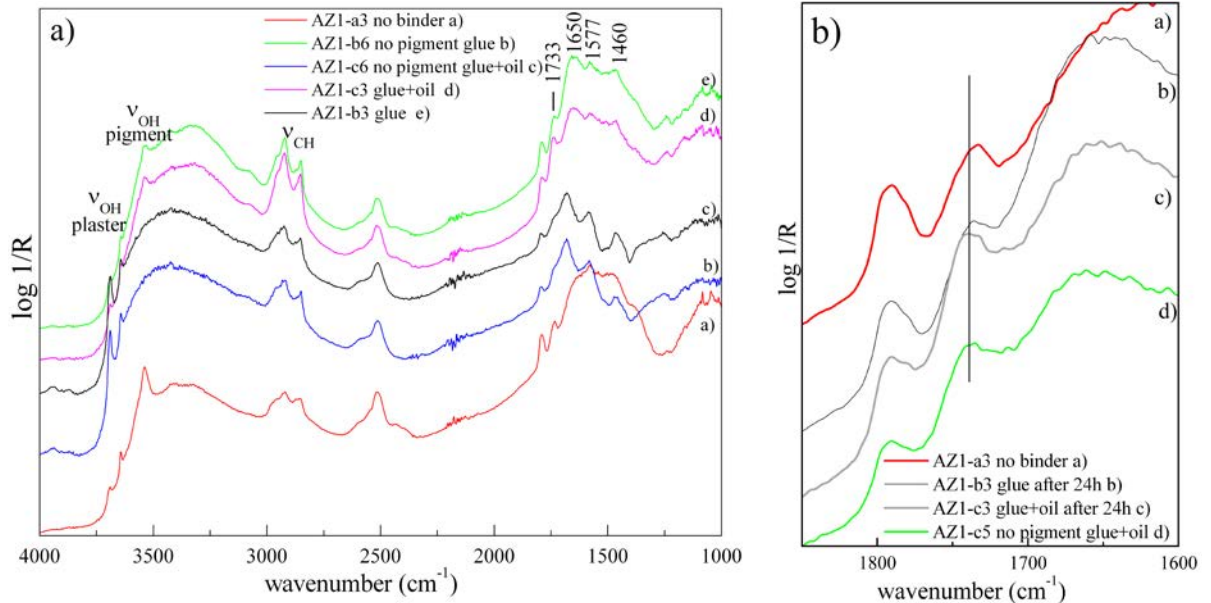 a)
AZ1-a3 no binder a)
AZ1-b6 no pigment glue b)
AZ1-c6 no pigment glue+oil c)
AZ1-c3 glue+oil d)
AZ1-b3 glue e)
1733
1650
1577
1460
νOH
pigment
νOH
plaster
νCH
e)
d)
c)
b)
a)
log 1/R
4000 3500 3000 2500 2000 1500 1000
wavenumber (cm-1)
b)
a)
b)
c)
d)
log 1/R
AZ1-a3 no binder a)
AZ1-b3 glue after 24h b)
AZ1-c3 glue+oil after 24h c)
AZ1-c5 no pigment glue+oil d)
1800 1700 1600
wavenumber (cm-1)